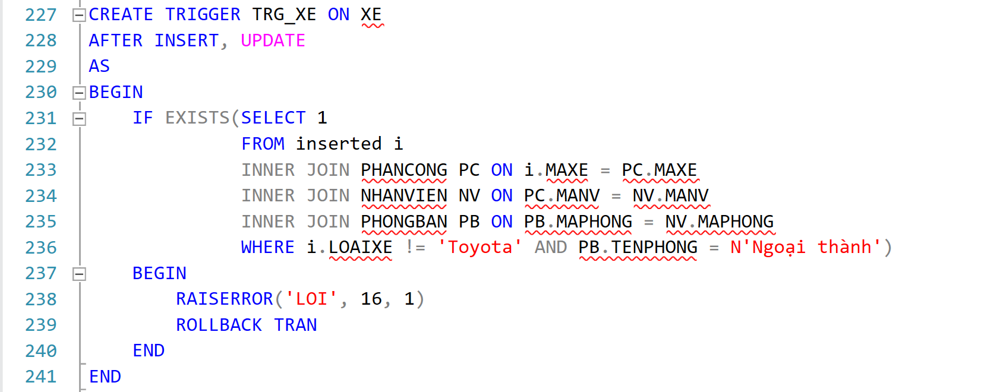 227 CREATE TRIGGER TRG_XE ON XE
228 AFTER INSERT, UPDATE
229 AS
230 BEGIN
231 IF EXISTS(SELECT 1
232 FROM inserted i
233 INNER JOIN PHANCONG PC ON i.MAXE = PC.MAXE
234 INNER JOIN NHANVIEN NV ON PC.MANV = NV.MANV
235 INNER JOIN PHONGBAN PB ON PB.MAPHONG = NV.MAPHONG
236 WHERE i.LOAIXE != 'Toyota' AND PB.TENPHONG = N'Ngoại thành')
237 BEGIN
238 RAISERROR('LOI', 16, 1)
239 ROLLBACK TRAN
240 END
241 END